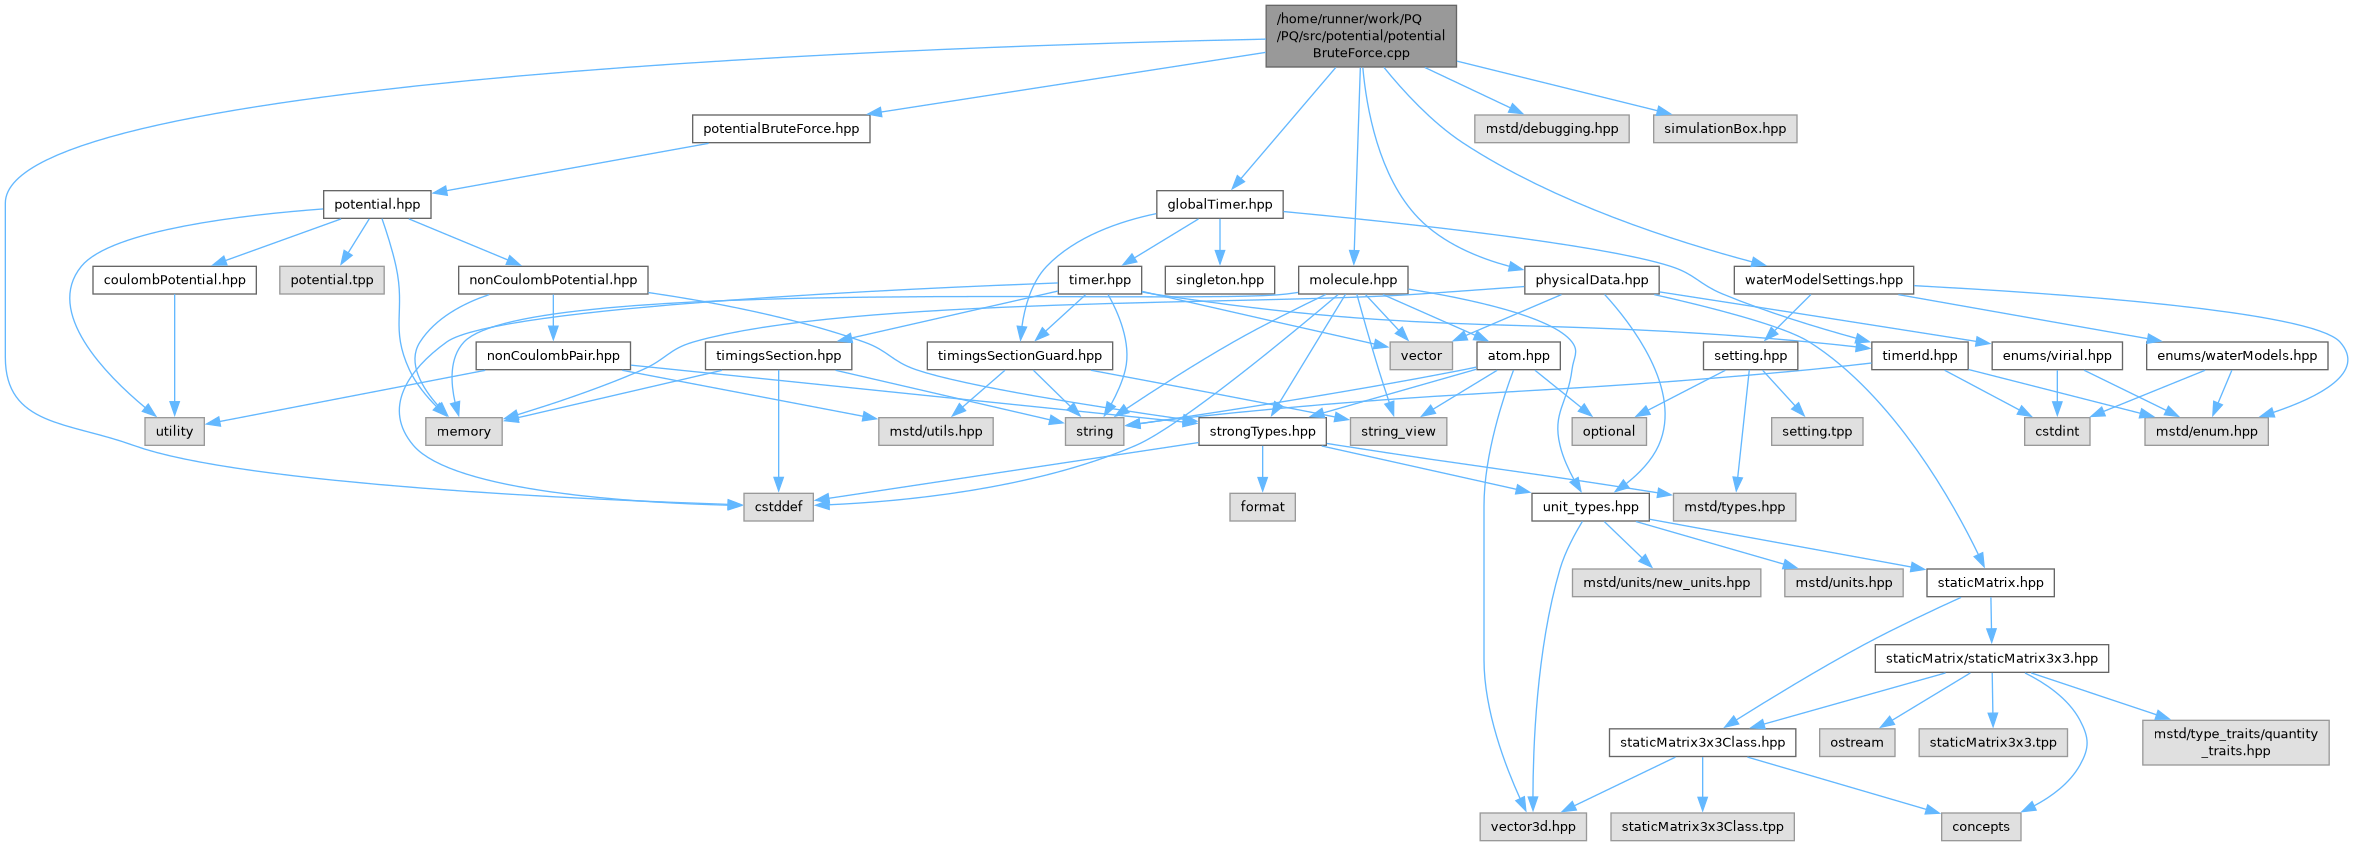 /home/runner/work/PQ
/PQ/src/potential/potential
BruteForce.cpp
potentialBruteForce.hpp
mstd/debugging.hpp
simulationBox.hpp
potential.hpp
globalTimer.hpp
coulombPotential.hpp
potential.tpp
nonCoulombPotential.hpp
timer.hpp
singleton.hpp
molecule.hpp
physicalData.hpp
waterModelSettings.hpp
nonCoulombPair.hpp
timingsSection.hpp
timingsSectionGuard.hpp
vector
atom.hpp
setting.hpp
timerId.hpp
enums/virial.hpp
enums/waterModels.hpp
utility
memory
mstd/utils.hpp
string
strongTypes.hpp
string_view
optional
setting.tpp
cstdint
mstd/enum.hpp
cstddef
format
unit_types.hpp
mstd/types.hpp
mstd/units/new_units.hpp
mstd/units.hpp
staticMatrix.hpp
staticMatrix/staticMatrix3x3.hpp
staticMatrix3x3Class.hpp
ostream
staticMatrix3x3.tpp
mstd/type_traits/quantity
_traits.hpp
vector3d.hpp
staticMatrix3x3Class.tpp
concepts